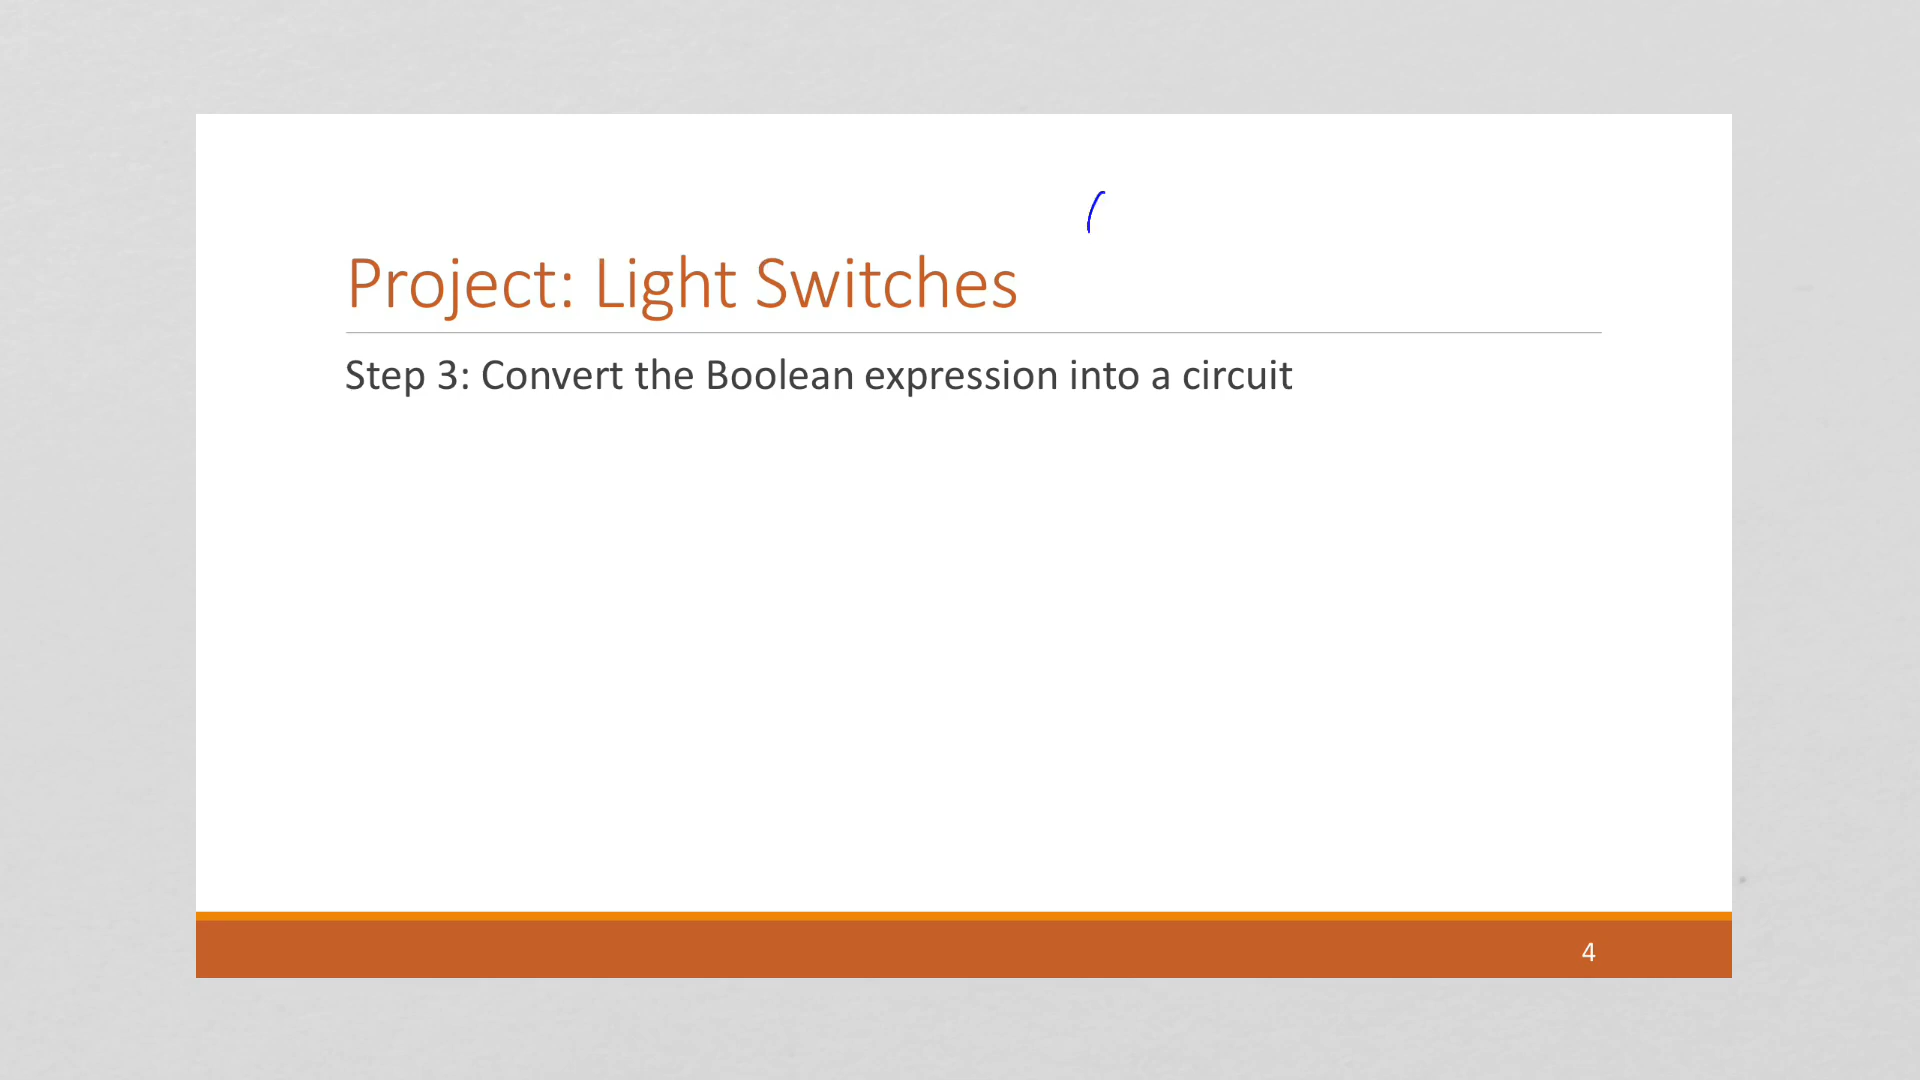 (
Project: Light Switches
Step 3: Convert the Boolean expression into a circuit
4